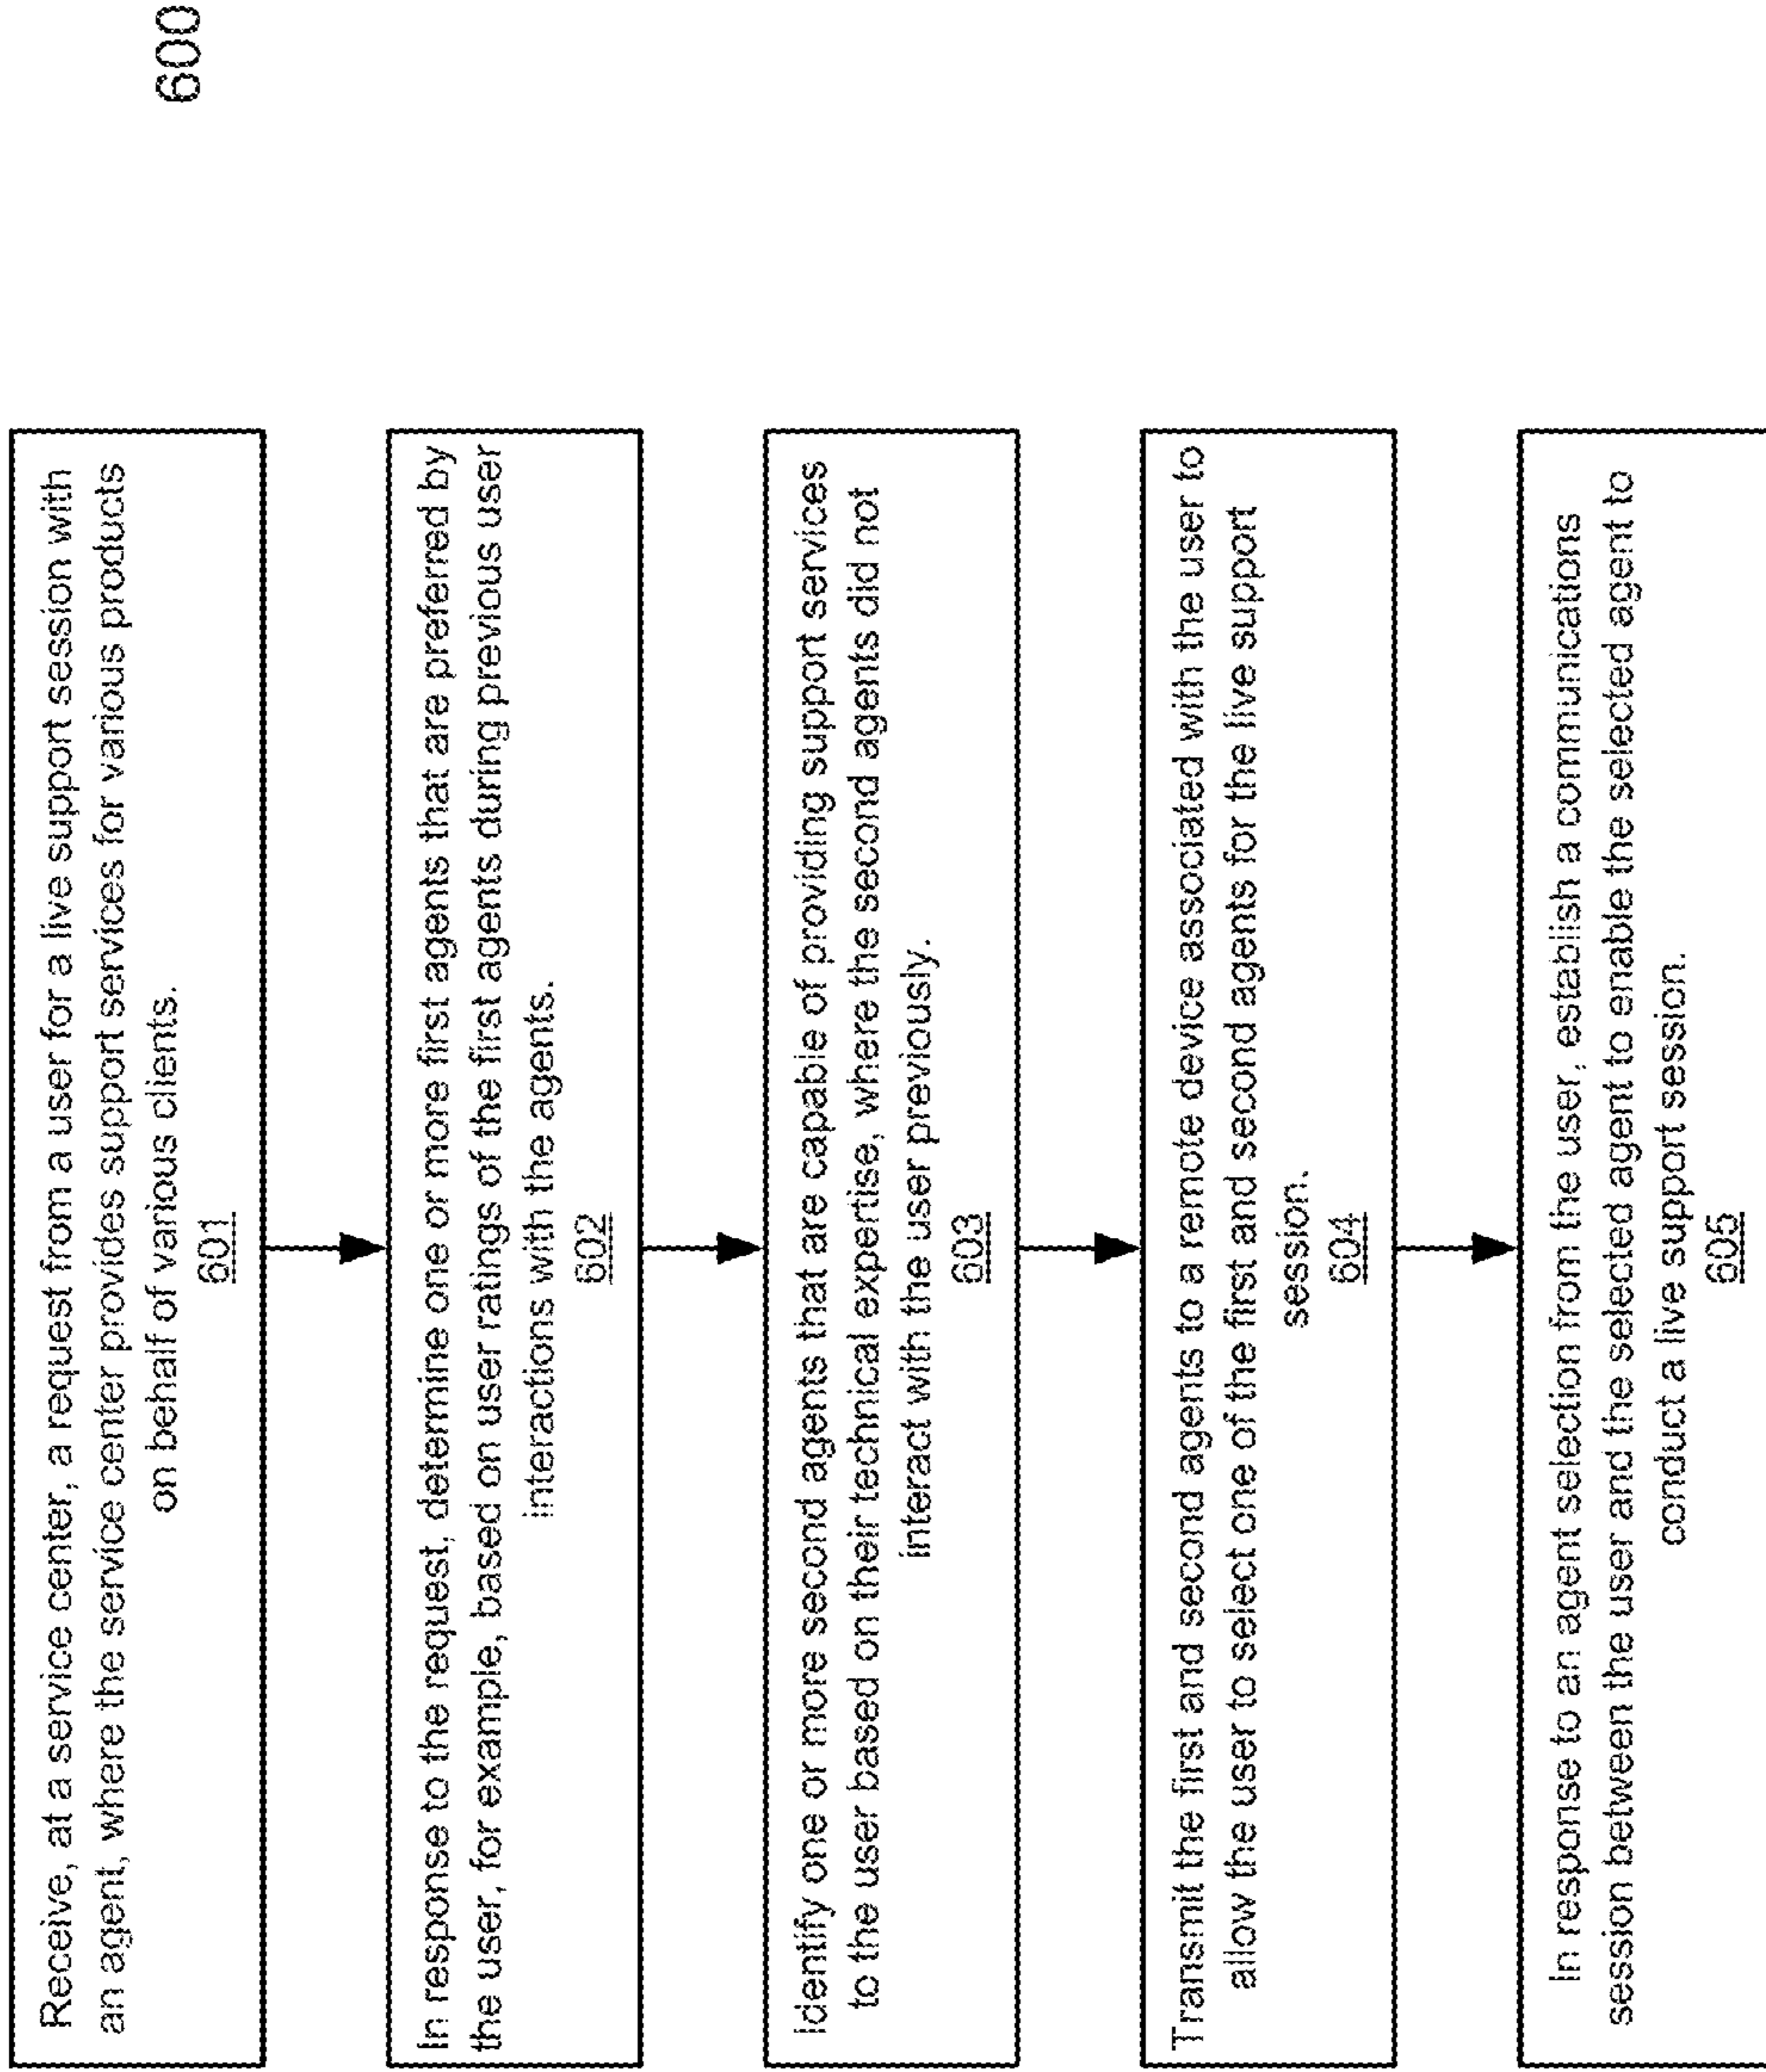 600
Receive, at a service center, a request from a user for a live support session with
an agent, where the service center provides support services for various products
on behalf of various clients.
601
In response to the request, determine one or more first agents that are preferred by
the user, for example, based on user ratings of the first agents during previous user
interactions with the agents.
602
Identify one or more second agents that are capable of providing support services
to the user based on their technical expertise, where the second agents did not
interact with the user previously.
603
Transmit the first and second agents to a remote device associated with the user to
allow the user to select one of the first and second agents for the live support
session.
604
In response to an agent selection from the user, establish a communications
session between the user and the selected agent to enable the selected agent to
conduct a live support session.
605